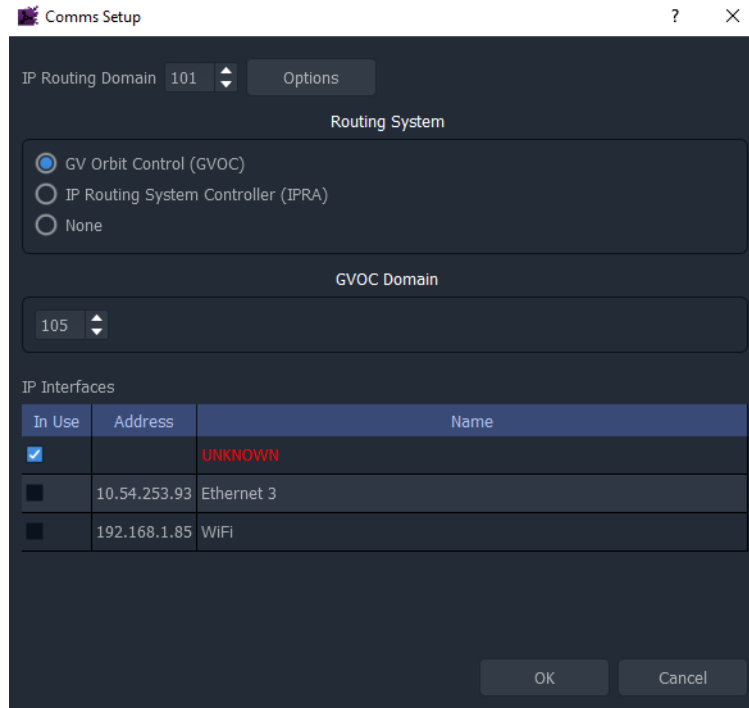 Comms Setup ? ×
IP Routing Domain 101 Options
Routing System
GV Orbit Control (GVOC)
IP Routing System Controller (IPRA)
None
GVOC Domain
105
IP Interfaces
In Use Address Name
UNKNOWN
10.54.253.93 Ethernet 3
192.168.1.85 WiFi
OK Cancel